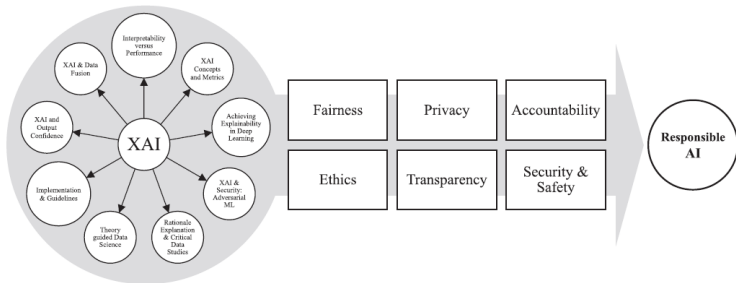 Interpretability
versus
Performance
XAI & Data
Fusion
XAI
Concepts
and Metrics
XAI and
Output
Confidence
XAI
Achieving
Explainability
in Deep
Learning
Implementation
& Guidelines
XAI &
Security:
Adversarial
ML
Theory
guided Data
Science
Rationale
Explanation
& Critical
Data
Studies
Fairness
Privacy
Accountability
Ethics
Transparency
Security &
Safety
Responsible
AI